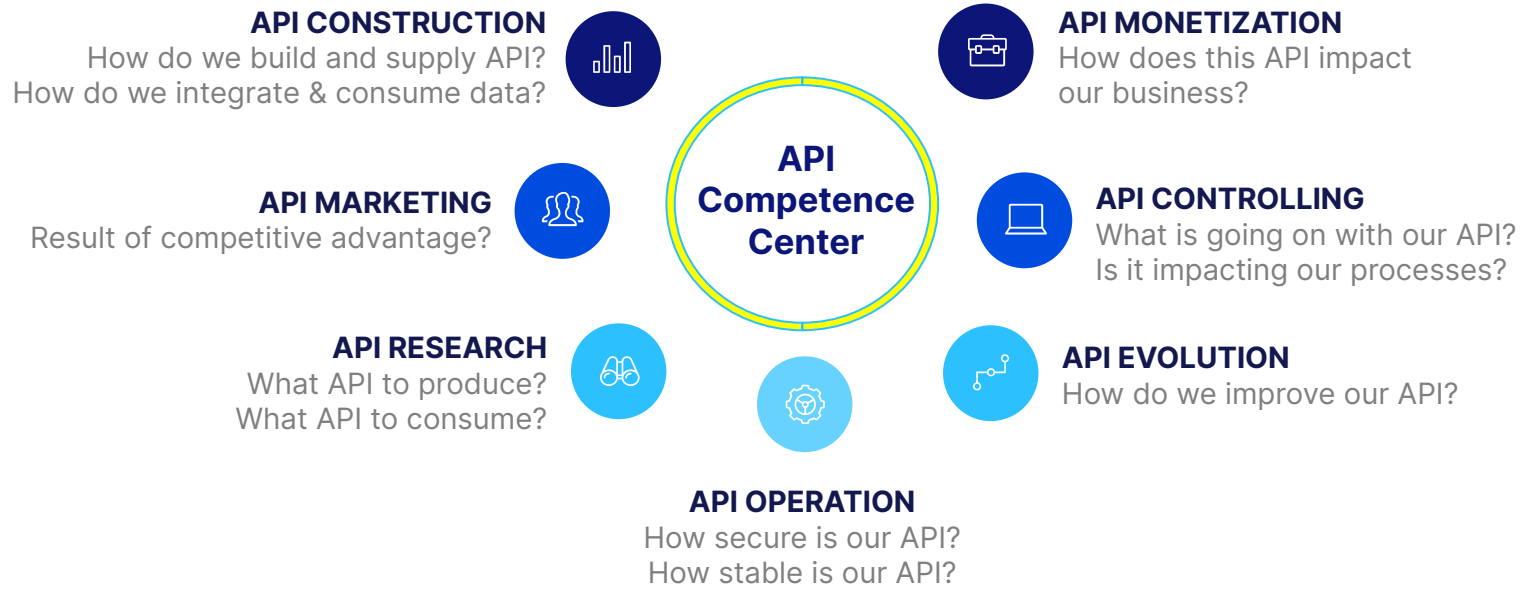 API CONSTRUCTION
How do we build and supply API?
How do we integrate & consume data?
API MONETIZATION
How does this API impact
our business?
API
Competence
Center
API MARKETING
Result of competitive advantage?
API CONTROLLING
What is going on with our API?
Is it impacting our processes?
API RESEARCH
What API to produce?
What API to consume?
API EVOLUTION
How do we improve our API?
API OPERATION
How secure is our API?
How stable is our API?